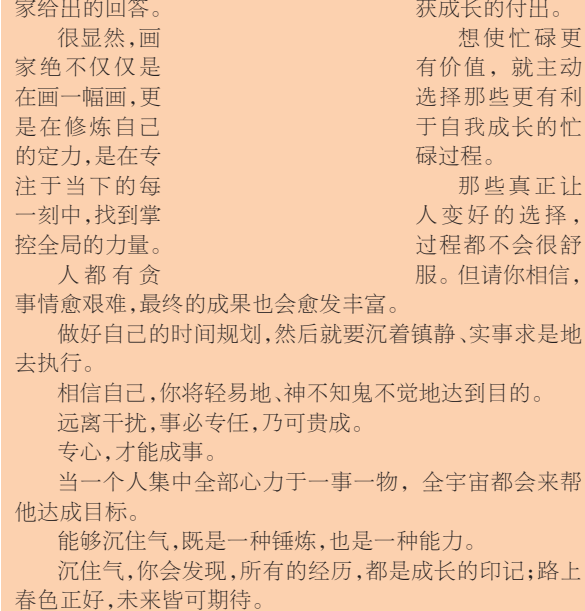 家给出的回答。
很显然,画
家绝不仅仅是
在画一幅画,更
是在修炼自己
的定力,是在专
注于当下的每
一刻中,找到掌
控全局的力量。
人都有贪
获成长的付出。
想使忙碌更
有价值，就主动
选择那些更有利
于自我成长的忙
碌过程。
那些真正让
人变好的选择，
过程都不会很舒
服。但请你相信，
事情愈艰难,最终的成果也会愈发丰富。
做好自己的时间规划,然后就要沉着镇静、实事求是地
去执行。
相信自己,你将轻易地、神不知鬼不觉地达到目的。
远离干扰,事必专任,乃可贵成。
专心,才能成事。
当一个人集中全部心力于一事一物，全宇宙都会来帮
他达成目标。
能够沉住气,既是一种锤炼,也是一种能力。
沉住气,你会发现,所有的经历,都是成长的印记;路上
春色正好,未来皆可期待。